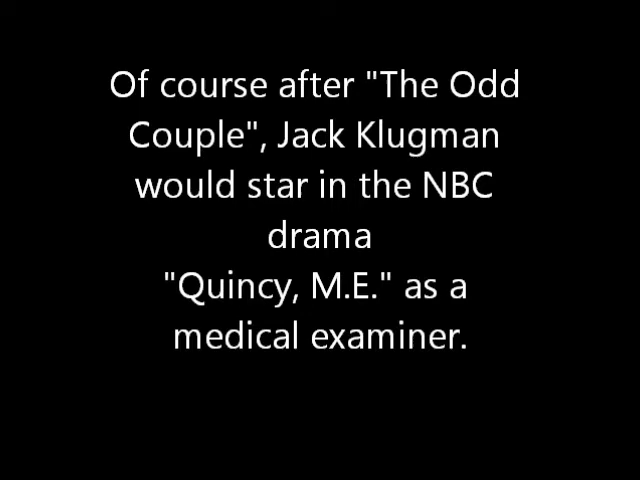 Of course after "The Odd
Couple", Jack Klugman
would star in the NBC
drama
"Quincy, M.E." as a
medical examiner.